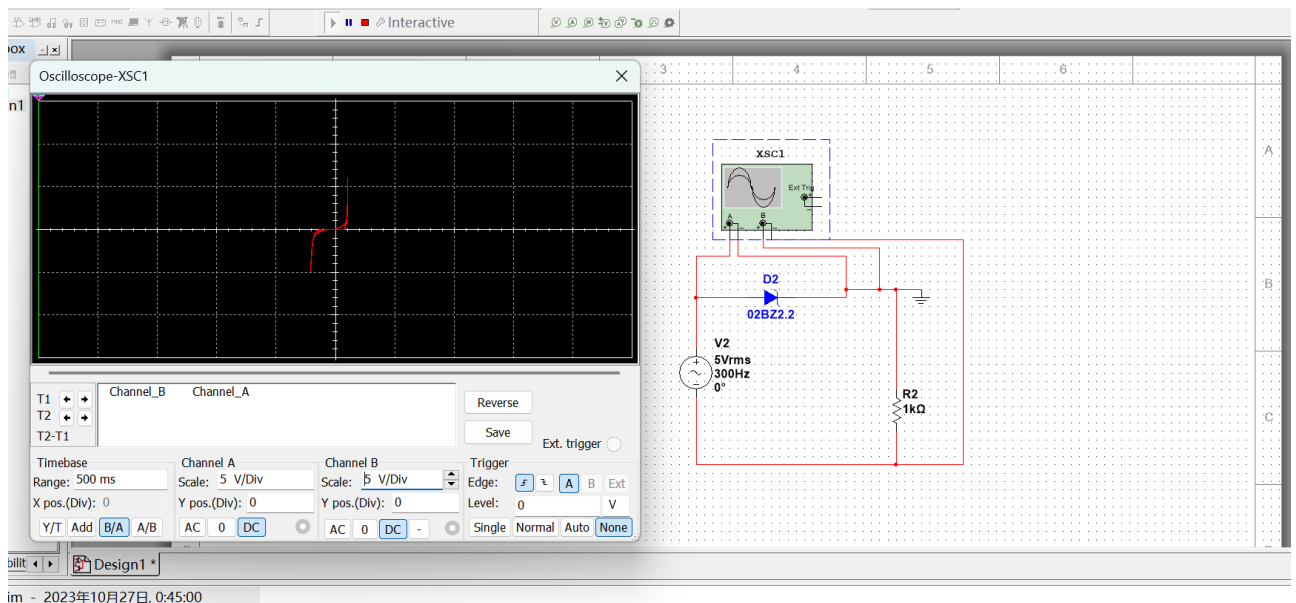 Interactive
box
Oscilloscope-XSC1
n1
3 4 5 6
A
B
C
XSC1
Ext Trig
A B
D2
02BZ2.2
V2
5Vrms
300Hz
0°
R2
1kΩ
T1
T2
T2-T1
Channel_B Channel_A
Reverse
Save
Ext. trigger
Timebase
Range: 500 ms
X pos.(Div): 0
Y/T Add B/A A/B
Channel A
Scale: 5 V/Div
Y pos.(Div): 0
AC 0 DC
Channel B
Scale: 5 V/Div
Y pos.(Div): 0
AC 0 DC -
Trigger
Edge: A B Ext
Level: 0 V
Single Normal Auto None
bilit
Design1 *
im - 2023年10月27日, 0:45:00